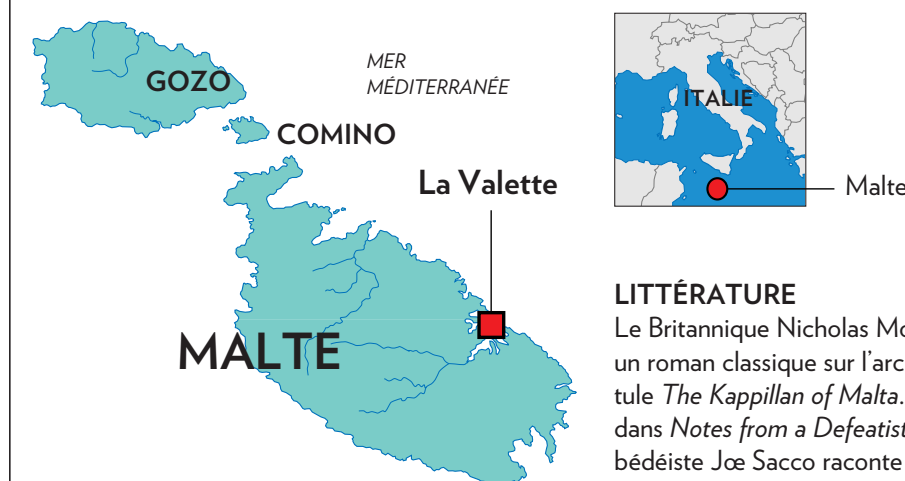 GOZO
MER
MÉDITERRANÉE
COMINO
La Valette
MALTE
ITALIE
Malte
LITTÉRATURE
Le Britannique Nicholas Mo
un roman classique sur l'arc
tule The Kappillan of Malta.
dans Notes from a Defeatist
bédéiste Jœ Sacco raconte